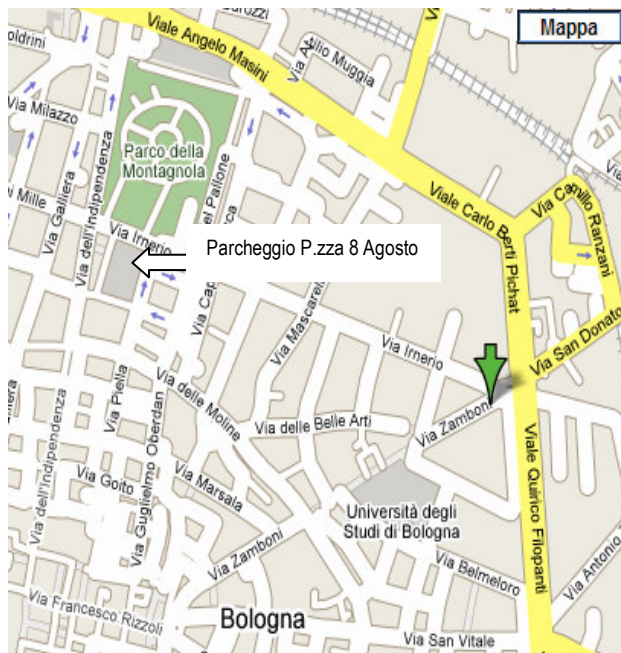 Mappa
Viale Angelo Masini
Via Milazzo
Parco della
Montagnola
Via Galliera
Via dell'Indipendenza
Via Irnerio
Parcheggio P.zza 8 Agosto
Viale Carlo Berti Pichat
Via Camillo Ranzani
Via San Donato
Via Irnerio
Via Piella
Via delle Moline
Via delle Belle Arti
Via Zamboni
Viale Quirico Filopanti
Via dell'Indipendenza
Via Guglielmo Oberdan
Via Goito
Via Marsala
Università degli
Studi di Bologna
Via Zamboni
Via Belmeloro
Via Antonio
Via Francesco Rizzoli
Bologna
Via San Vitale